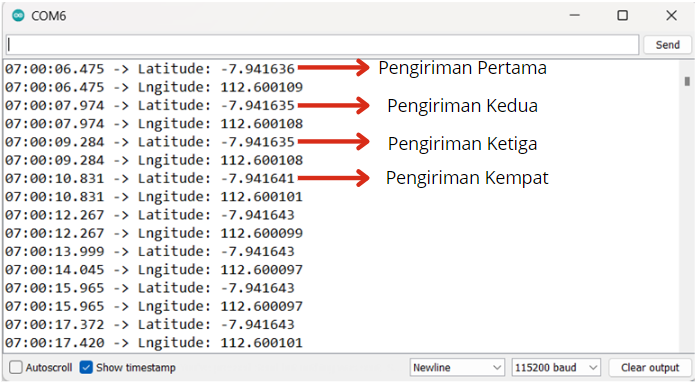 COM6
Send
07:00:06.475 -> Latitude: -7.941636 Pengiriman Pertama
07:00:06.475 -> Lngitude: 112.600109
07:00:07.974 -> Latitude: -7.941635 Pengiriman Kedua
07:00:07.974 -> Lngitude: 112.600108
07:00:09.284 -> Latitude: -7.941635 Pengiriman Ketiga
07:00:09.284 -> Lngitude: 112.600108
07:00:10.831 -> Latitude: -7.941641 Pengiriman Kempat
07:00:10.831 -> Lngitude: 112.600101
07:00:12.267 -> Latitude: -7.941643
07:00:12.267 -> Lngitude: 112.600099
07:00:13.999 -> Latitude: -7.941643
07:00:14.045 -> Lngitude: 112.600097
07:00:15.965 -> Latitude: -7.941643
07:00:15.965 -> Lngitude: 112.600097
07:00:17.372 -> Latitude: -7.941643
07:00:17.420 -> Lngitude: 112.600101
Autoscroll Show timestamp Newline 115200 baud Clear output